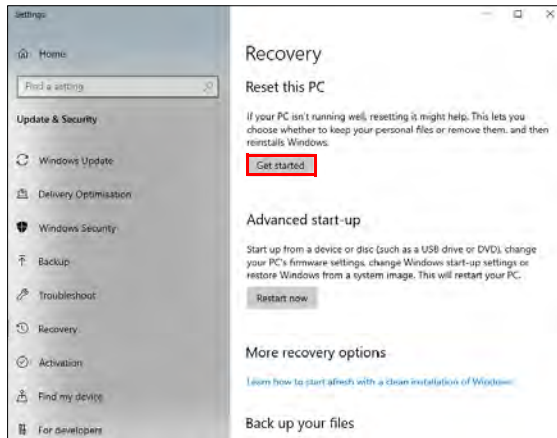 Settings
Home
Find a setting
Update & Security
Windows Update
Delivery Optimisation
Windows Security
Backup
Troubleshoot
Recovery
Activation
Find my device
For developers
Recovery
Reset this PC
If your PC isn't running well, resetting it might help. This lets you
choose whether to keep your personal files or remove them, and then
reinstalls Windows.
Get started
Advanced start-up
Start up from a device or disc (such as a USB drive or DVD), change
your PC's firmware settings, change Windows start-up settings or
restore Windows from a system image. This will restart your PC.
Restart now
More recovery options
Learn how to start afresh with a clean installation of Windows
Back up your files